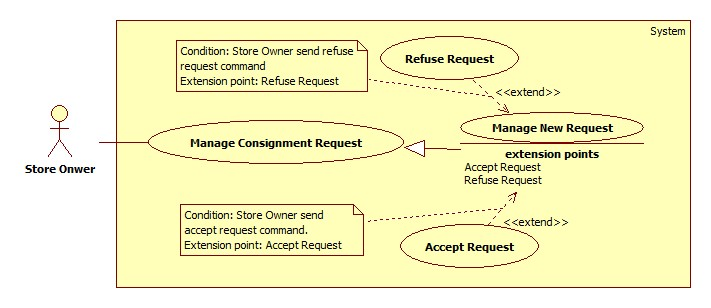 System
Condition: Store Owner send refuse
request command
Extension point: Refuse Request
Refuse Request
<<extend>>
Manage New Request
extension points
Accept Request
Refuse Request
Manage Consignment Request
Store Onwer
Condition: Store Owner send
accept request command.
Extension point: Accept Request
<<extend>>
Accept Request